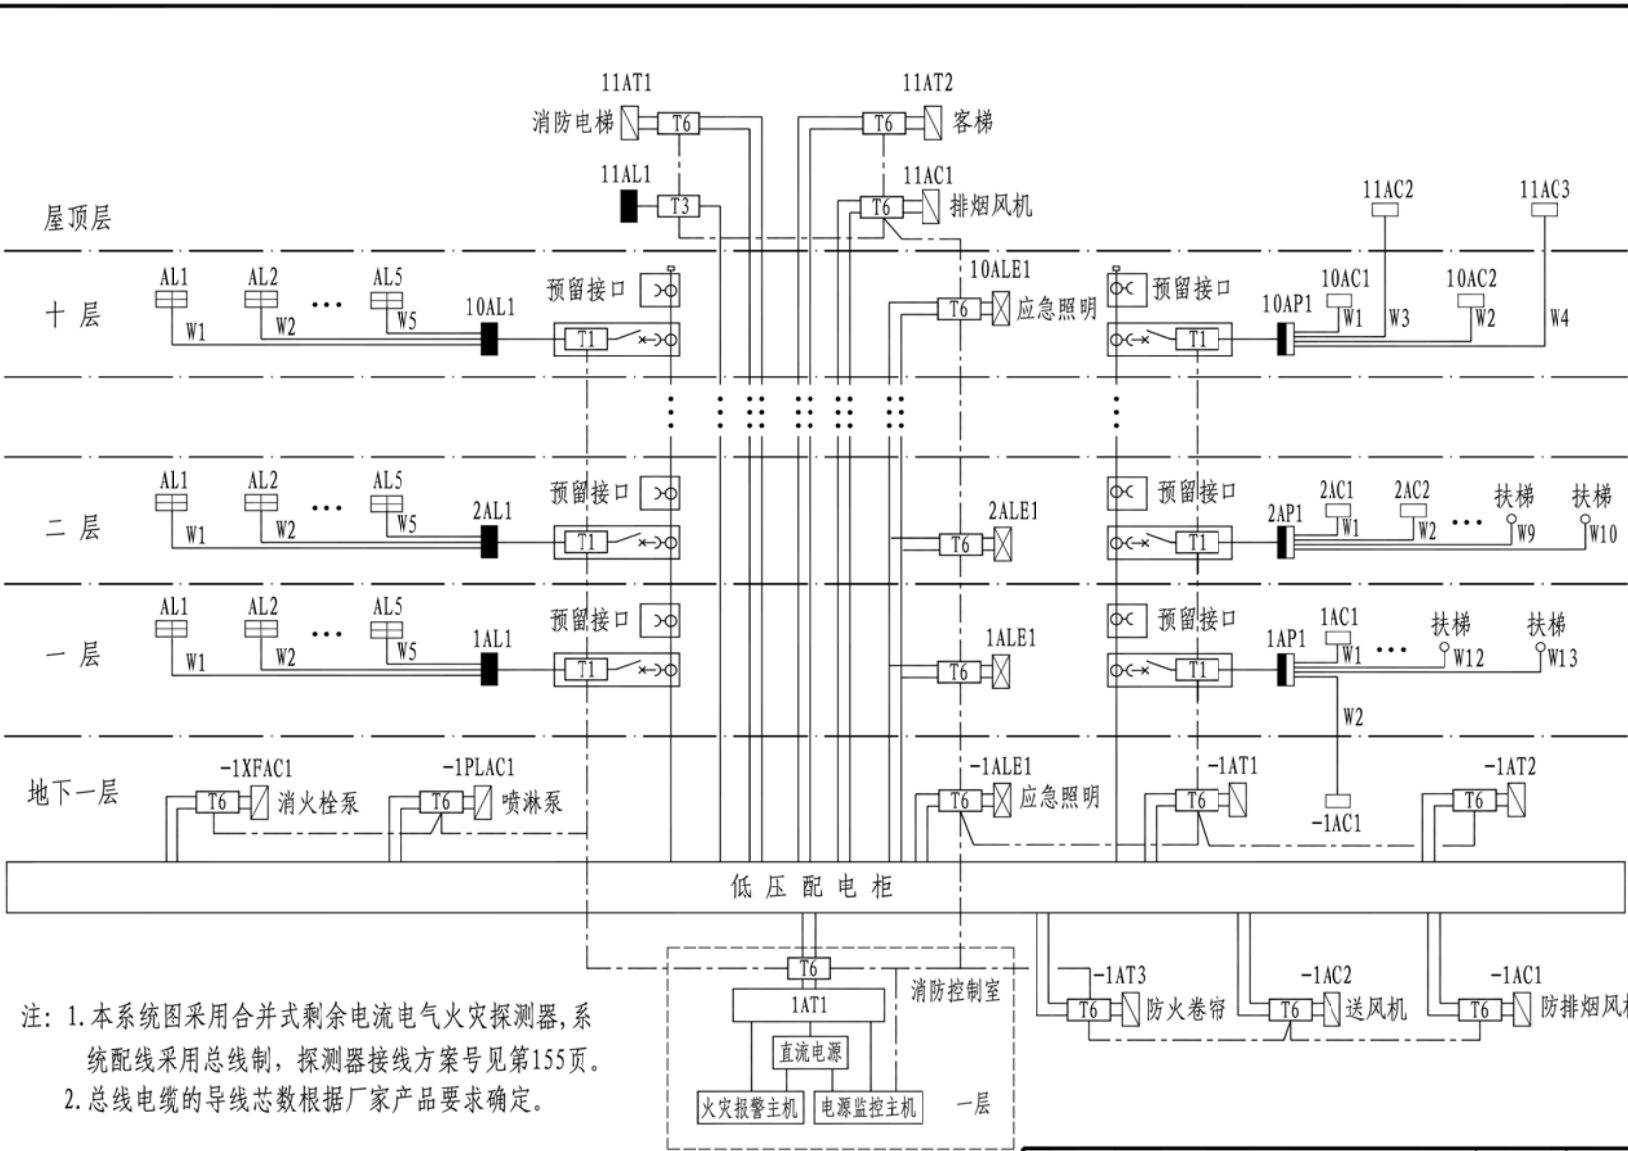 11AT1
11AT2
消防电梯
T6
T6
客梯
11AL1
11AC1
11AC2
11AC3
屋顶层
T3
T6
排烟风机
AL1
AL2
AL5
10AL1
预留接口
10ALE1
预留接口
10AP1
10AC1
10AC2
十层
W1
W2
W5
T1
T6
应急照明
T1
W1
W3
W2
W4
AL1
AL2
AL5
2AL1
预留接口
2ALE1
预留接口
2AP1
2AC1
2AC2
扶梯
扶梯
二层
W1
W2
W5
T1
T6
T1
W1
W2
W9
W10
AL1
AL2
AL5
1AL1
预留接口
1ALE1
预留接口
1AP1
1AC1
扶梯
扶梯
一层
W1
W2
W5
T1
T6
T1
W1
W12
W13
W2
地下一层
-1XFAC1
-1PLAC1
-1ALE1
-1AT1
-1AT2
T6
消火栓泵
T6
喷淋泵
T6
应急照明
T6
-1AC1
T6
低压配电柜
T6
消防控制室
-1AT3
-1AC2
-1AC1
1AT1
T6
防火卷帘
T6
送风机
T6
防排烟风机
直流电源
火灾报警主机
电源监控主机
一层
注: 1.本系统图采用合并式剩余电流电气火灾探测器,系
统配线采用总线制，探测器接线方案号见第155页。
2.总线电缆的导线芯数根据厂家产品要求确定。